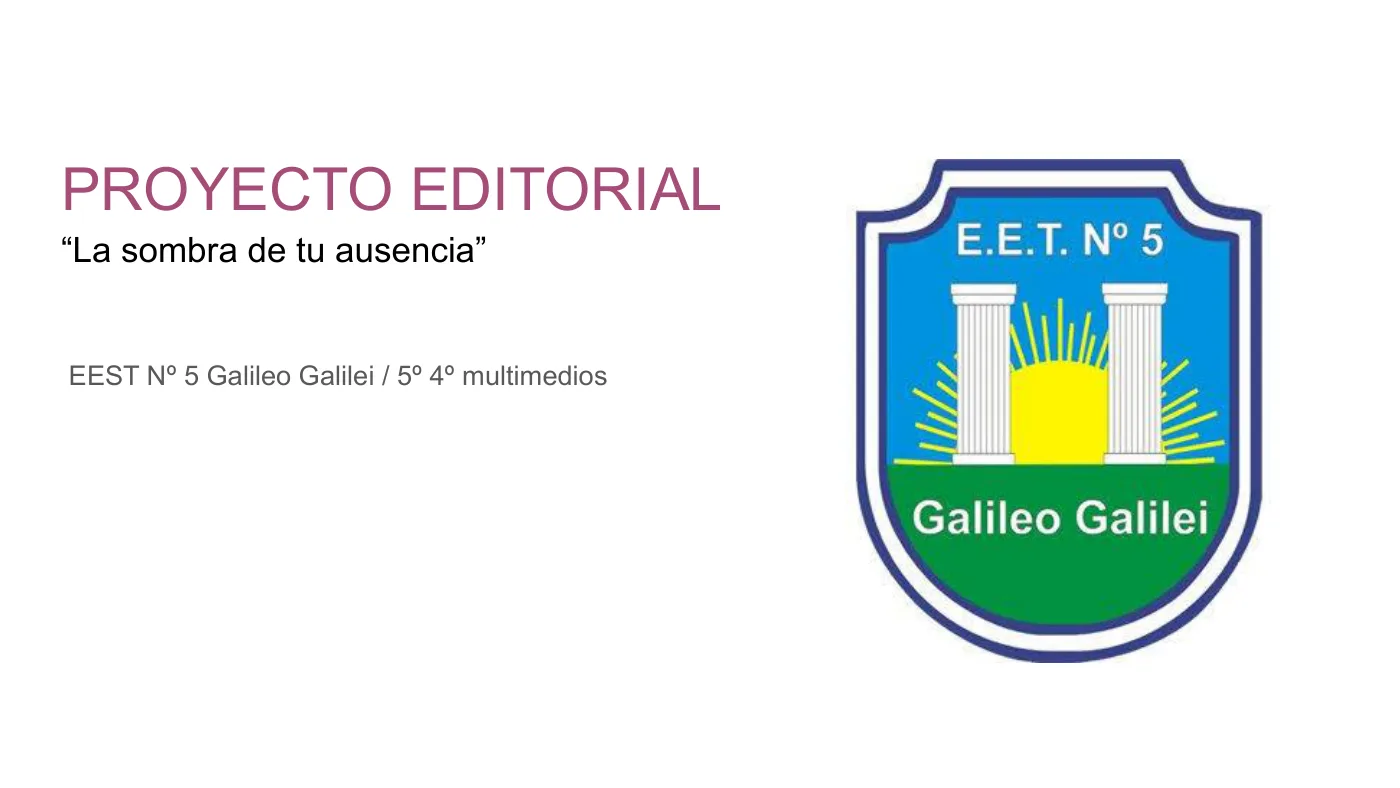 PROYECTO EDITORIAL
“La sombra de tu ausencia”
EEST Nº 5 Galileo Galilei / 5º 4º multimedios
E.E.T. Nº 5
Galileo Galilei